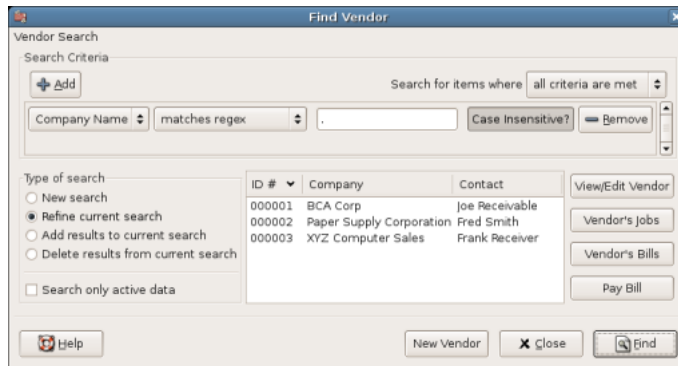 Find Vendor
Vendor Search
Search Criteria
Add
Search for items where all criteria are met
Company Name matches regex . Case Insensitive? Remove
Type of search
New search
Refine current search
Add results to current search
Delete results from current search
Search only active data
ID # Company Contact
000001 BCA Corp Joe Receivable
000002 Paper Supply Corporation Fred Smith
000003 XYZ Computer Sales Frank Receiver
View/Edit Vendor
Vendor's Jobs
Vendor's Bills
Pay Bill
Help New Vendor Close Find